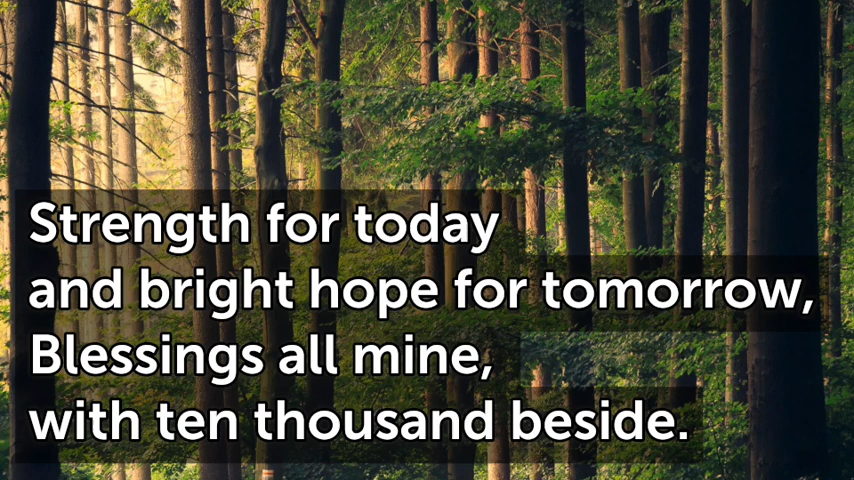 Strength for today
and bright hope for tomorrow,
Blessings all mine,
with ten thousand beside.